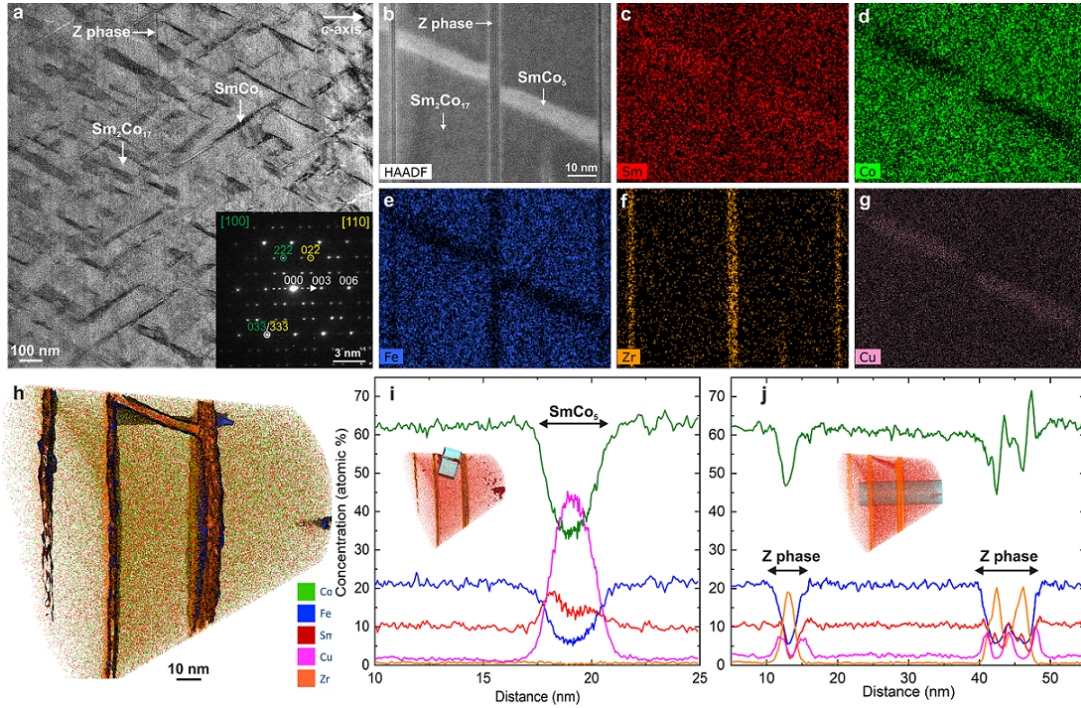 a
Z phase
c-axis
SmCo₅
Sm₂Co₁₇
[100]
[110]
222
022
000
003
006
033/333
100 nm
3 nm⁻¹
b
Z phase
SmCo₅
Sm₂Co₁₇
HAADF
10 nm
c
Sm
d
Co
e
Fe
f
Zr
g
Cu
h
10 nm
Co
Fe
Sm
Cu
Zr
i
SmCo₅
Concentration (atomic %)
70
60
50
40
30
20
10
0
10
15
20
25
Distance (nm)
j
Z phase
Z phase
70
60
50
40
30
20
10
0
5
10
20
30
40
50
Distance (nm)